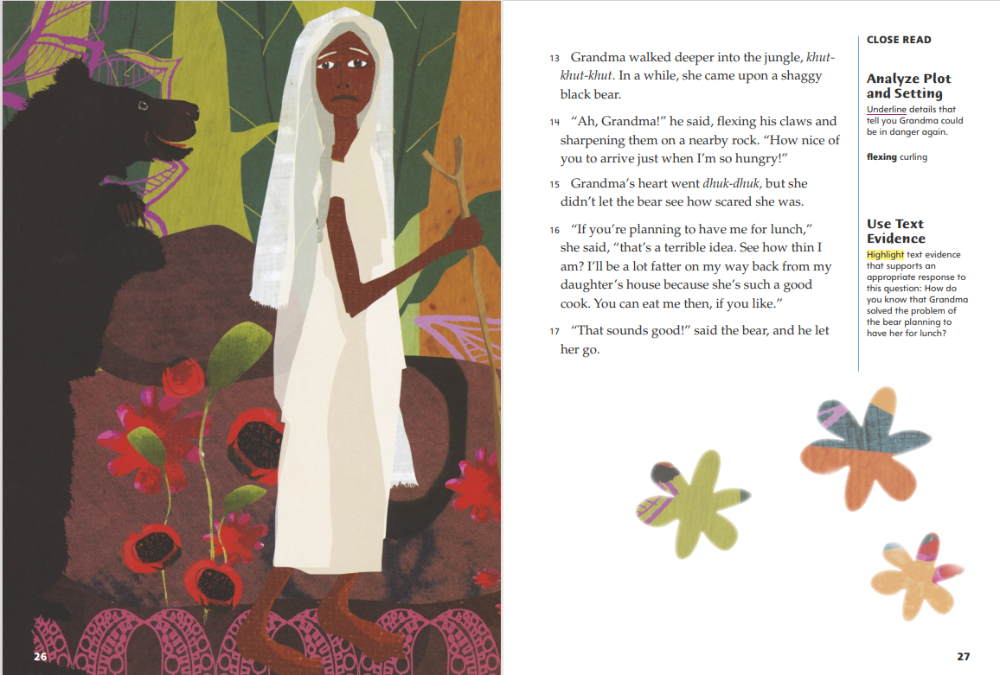 13 Grandma walked deeper into the jungle, khut-
khut-khut. In a while, she came upon a shaggy
black bear.
14 “Ah, Grandma!” he said, flexing his claws and
sharpening them on a nearby rock. “How nice of
you to arrive just when I’m so hungry!”
15 Grandma’s heart went dhuk-dhuk, but she
didn’t let the bear see how scared she was.
16 “If you’re planning to have me for lunch,”
she said, “that’s a terrible idea. See how thin I
am? I’ll be a lot fatter on my way back from my
daughter’s house because she’s such a good
cook. You can eat me then, if you like.”
17 “That sounds good!” said the bear, and he let
her go.
CLOSE READ
Analyze Plot
and Setting
Underline details that
tell you Grandma could
be in danger again.
flexing curling
Use Text
Evidence
Highlight text evidence
that supports an
appropriate response to
this question: How do
you know that Grandma
solved the problem of
the bear planning to
have her for lunch?
26
27